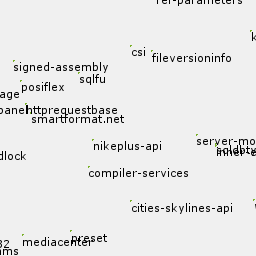 ref-parameters
csi
fileversioninfo
signed-assembly
sqlfu
posiflex
age
panel
httprequestbase
smartformat.net
server-mo
nikeplus-api
dlock
compiler-services
cities-skylines-api
preset
mediacenter
32
ams